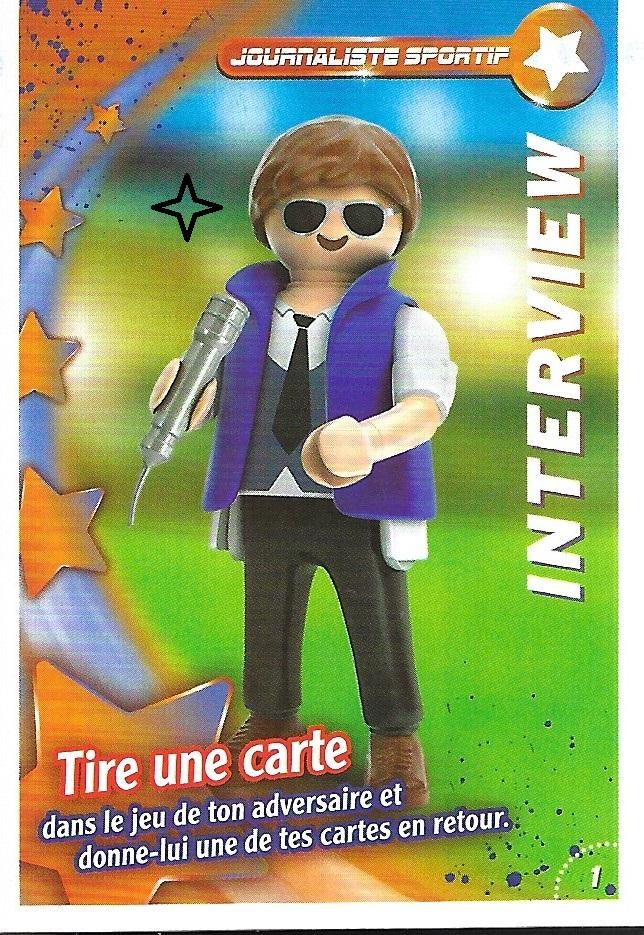 JOURNALISTE SPORTIF
INTERVIEW
Tire une carte
dans le jeu de ton adversaire et
donne-lui une de tes cartes en retour.
1